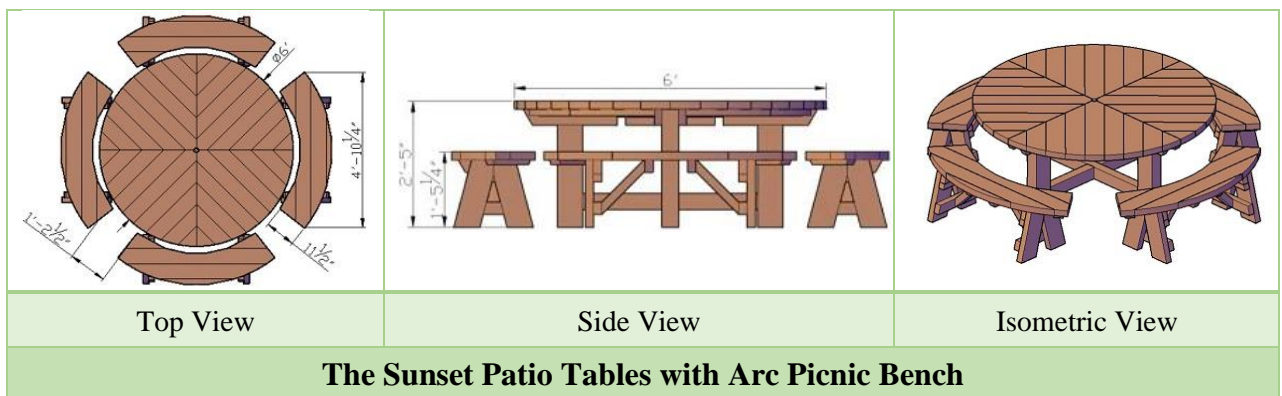 Ø6'
4'-10 1/4"
1'-2 1/2"
11 1/2"
6'
2'-5"
1'-5 1/4"
Top View
Side View
Isometric View
The Sunset Patio Tables with Arc Picnic Bench